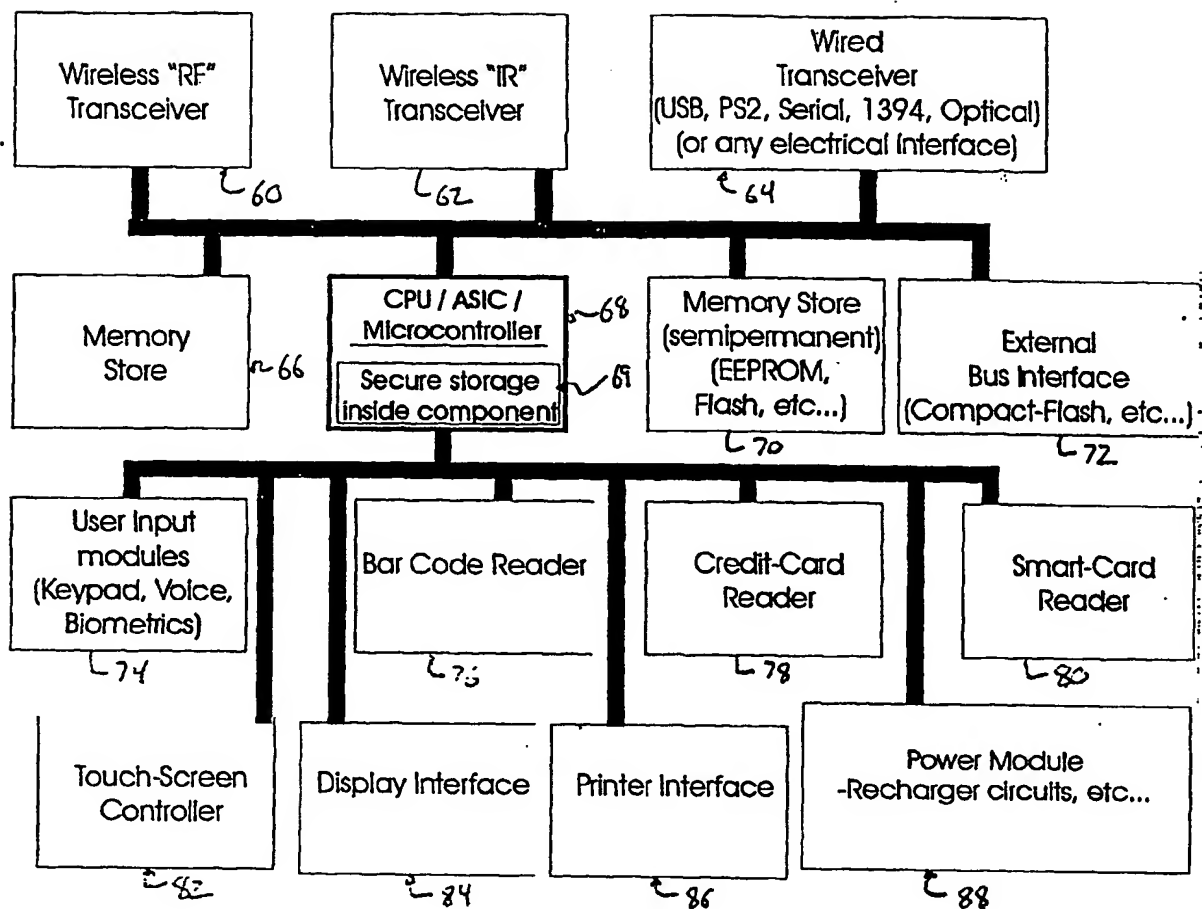 Wireless "RF"
Transceiver
60
Wireless "IR"
Transceiver
62
Wired
Transceiver
(USB, PS2, Serial, 1394, Optical)
(or any electrical interface)
64
Memory
Store
66
CPU / ASIC /
Microcontroller
68
Secure storage
inside component
69
Memory Store
(semipermanent)
(EEPROM,
Flash, etc...)
70
External
Bus Interface
(Compact-Flash, etc...)
72
User Input
modules
(Keypad, Voice,
Biometrics)
74
Bar Code Reader
Credit-Card
Reader
78
Smart-Card
Reader
80
Touch-Screen
Controller
82
Display Interface
84
Printer Interface
86
Power Module
-Recharger circuits, etc...
88